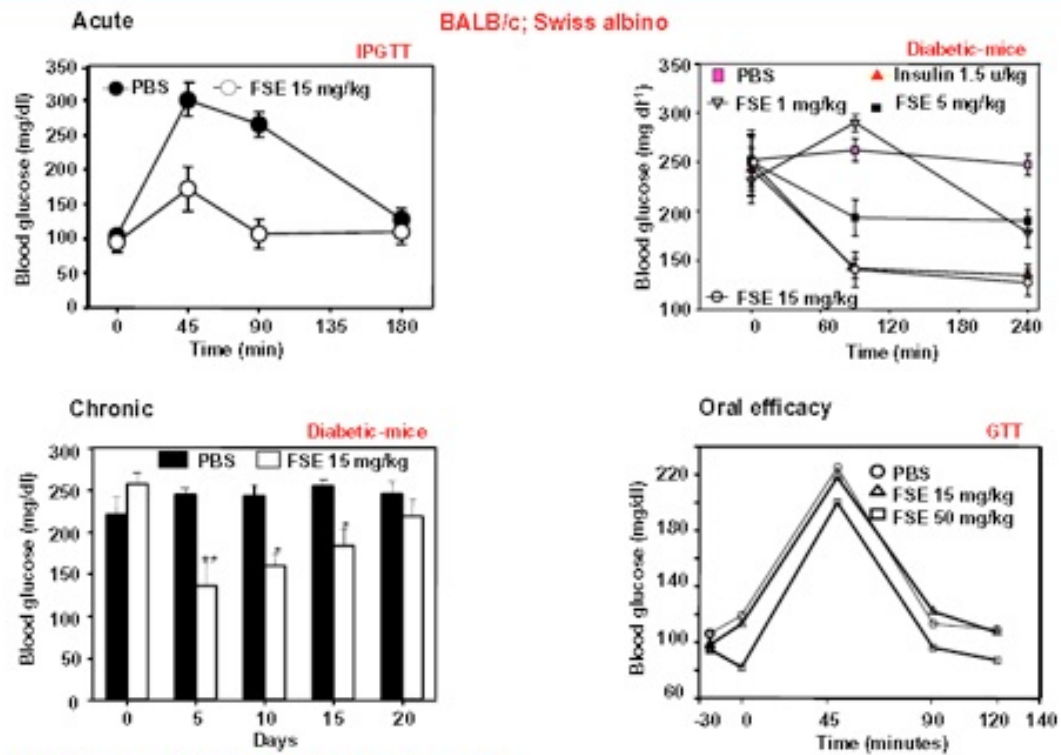 Acute
BALB/c; Swiss albino
IPGTT
PBS
FSE 15 mg/kg
Blood glucose (mg/dl)
350
300
250
200
150
100
50
0
0 45 90 135 180
Time (min)
Diabetic-mice
PBS
Insulin 1.5 u/kg
FSE 1 mg/kg
FSE 5 mg/kg
FSE 15 mg/kg
Blood glucose (mg dl⁻¹)
350
300
250
200
150
100
0 60 120 180 240
Time (min)
Chronic
Diabetic-mice
PBS
FSE 15 mg/kg
Blood glucose (mg/dl)
300
250
200
150
100
50
0
**
0 5 10 15 20
Days
Oral efficacy
GTT
PBS
FSE 15 mg/kg
FSE 50 mg/kg
Blood glucose (mg/dl)
220
180
140
100
60
-30 0 45 90 120 140
Time (minutes)